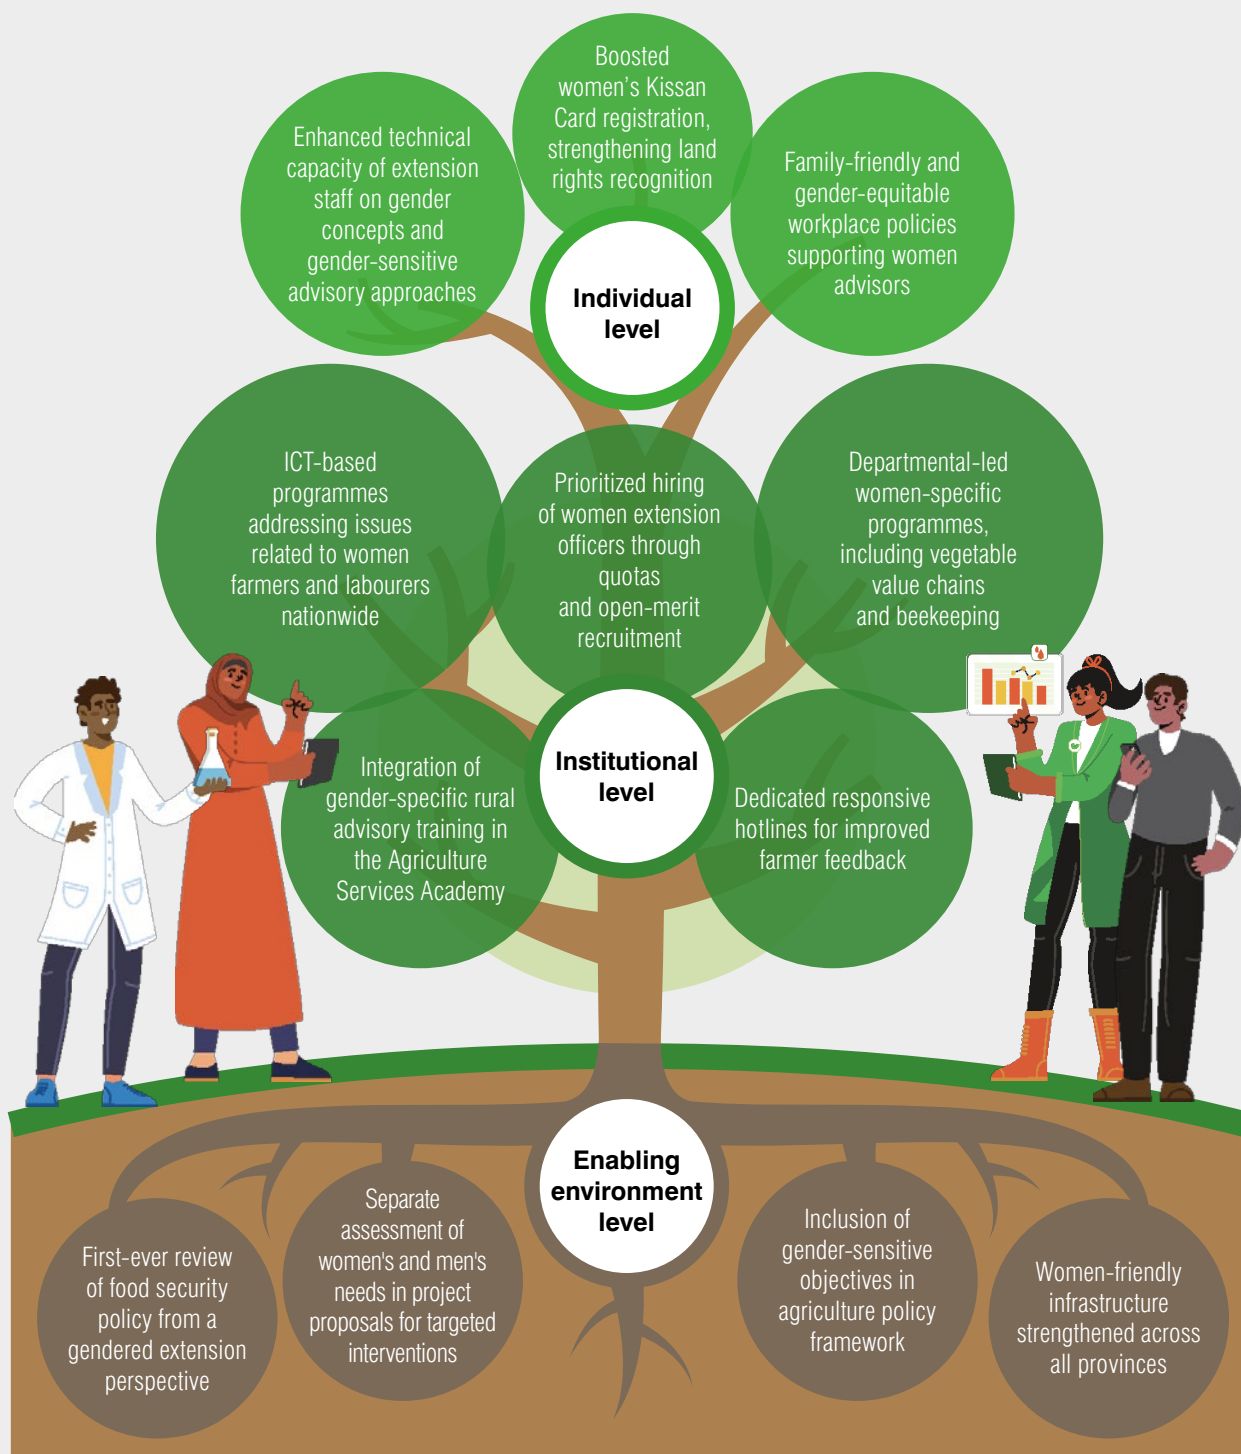 Boosted
women's Kissan
Card registration,
strengthening land
rights recognition
Enhanced technical
capacity of extension
staff on gender
concepts and
gender-sensitive
advisory approaches
Family-friendly and
gender-equitable
workplace policies
supporting women
advisors
Individual
level
ICT-based
programmes
addressing issues
related to women
farmers and labourers
nationwide
Prioritized hiring
of women extension
officers through
quotas
and open-merit
recruitment
Departmental-led
women-specific
programmes,
including vegetable
value chains
and beekeeping
Institutional
level
Integration of
gender-specific rural
advisory training in
the Agriculture
Services Academy
Dedicated responsive
hotlines for improved
farmer feedback
Enabling
environment
level
First-ever review
of food security
policy from a
gendered extension
perspective
Separate
assessment of
women's and men's
needs in project
proposals for targeted
interventions
Inclusion of
gender-sensitive
objectives in
agriculture policy
framework
Women-friendly
infrastructure
strengthened across
all provinces